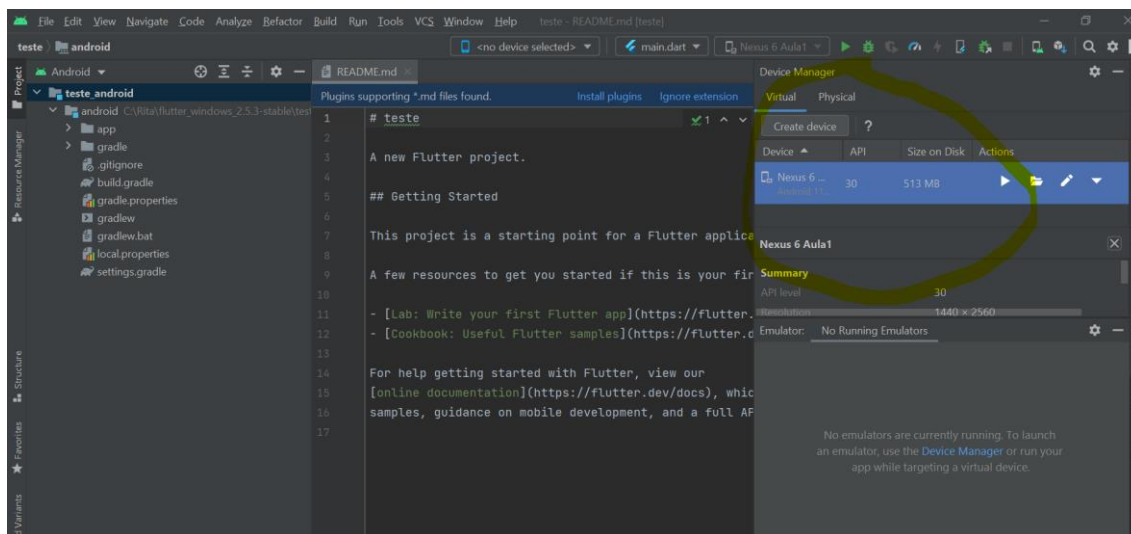 File Edit View Navigate Code Analyze Refactor Build Run Tools VCS Window Help teste - README.md [teste]
teste android <no device selected> main.dart Nexus 6 Aula1
Project
Resource Manager
Structure
Favorites
Variants
Android
teste_android
android C:\Rita\flutter_windows_2.5.3-stable\test
app
gradle
.gitignore
build.gradle
gradle.properties
gradlew
gradlew.bat
local.properties
settings.gradle
README.md
Plugins supporting *.md files found. Install plugins Ignore extension
1 # teste 1
2
3 A new Flutter project.
4
5 ## Getting Started
6
7 This project is a starting point for a Flutter applica
8
9 A few resources to get you started if this is your fir
10
11 - [Lab: Write your first Flutter app](https://flutter.
12 - [Cookbook: Useful Flutter samples](https://flutter.d
13
14 For help getting started with Flutter, view our
15 [online documentation](https://flutter.dev/docs), whic
16 samples, guidance on mobile development, and a full AP
17
Device Manager
Virtual Physical
Create device ?
Device API Size on Disk Actions
Nexus 6 ... 30 513 MB
Android 11...
Nexus 6 Aula1
Summary
API level 30
Resolution 1440 × 2560
Emulator: No Running Emulators
No emulators are currently running. To launch
an emulator, use the Device Manager or run your
app while targeting a virtual device.